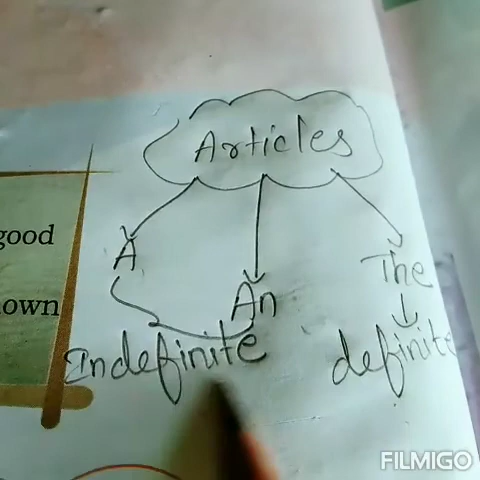 Articles
good
A
The
own
An
Indefinite
definite
FILMIGO